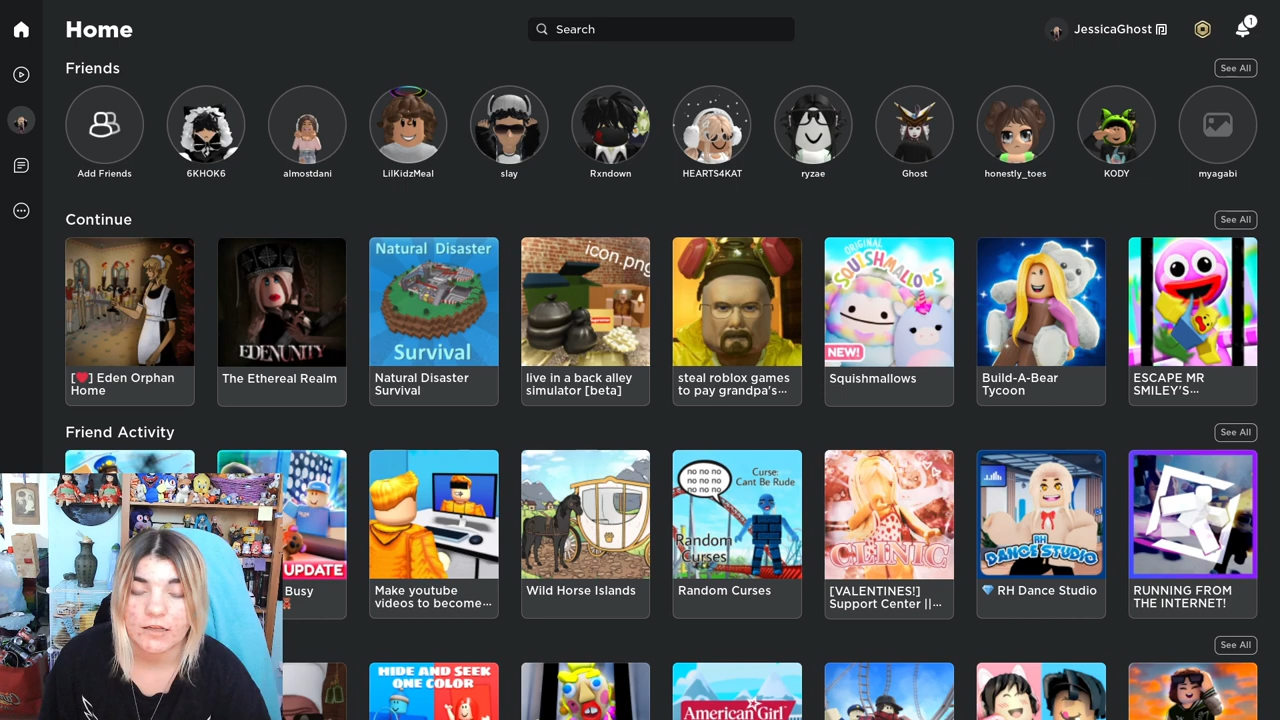 Home
Search
JessicaGhost
1
Friends
See All
Add Friends
6KHOK6
almostdani
LilKidzMeal
slay
Rxndown
HEARTS4KAT
ryzae
Ghost
honestly_toes
KODY
myagabi
Continue
See All
EDENUNITY
Natural Disaster
Survival
icon.png
ORIGINAL
SQUISHMALLOWS
NEW!
[❤️] Eden Orphan
Home
The Ethereal Realm
Natural Disaster
Survival
live in a back alley
simulator [beta]
steal roblox games
to pay grandpa's...
Squishmallows
Build-A-Bear
Tycoon
ESCAPE MR
SMILEY'S...
Friend Activity
See All
UPDATE
no no no
no no no
no no no
Curse:
Cant Be Rude
Random
Curses
CLINIC
RH
DANCE STUDIO
Busy
Make youtube
videos to become...
Wild Horse Islands
Random Curses
[VALENTINES!]
Support Center ||...
💎 RH Dance Studio
RUNNING FROM
THE INTERNET!
See All
HIDE AND SEEK
ONE COLOR
American Girl